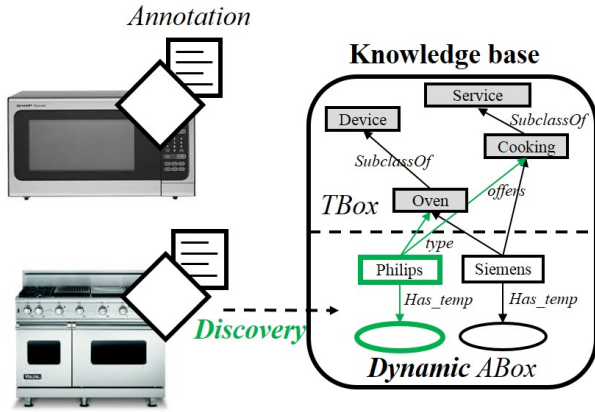 Annotation
Knowledge base
Service
Device
SubclassOf
Cooking
SubclassOf
Oven
offers
TBox
type
Philips
Siemens
Has_temp
Has_temp
Discovery
Dynamic ABox
VIKING